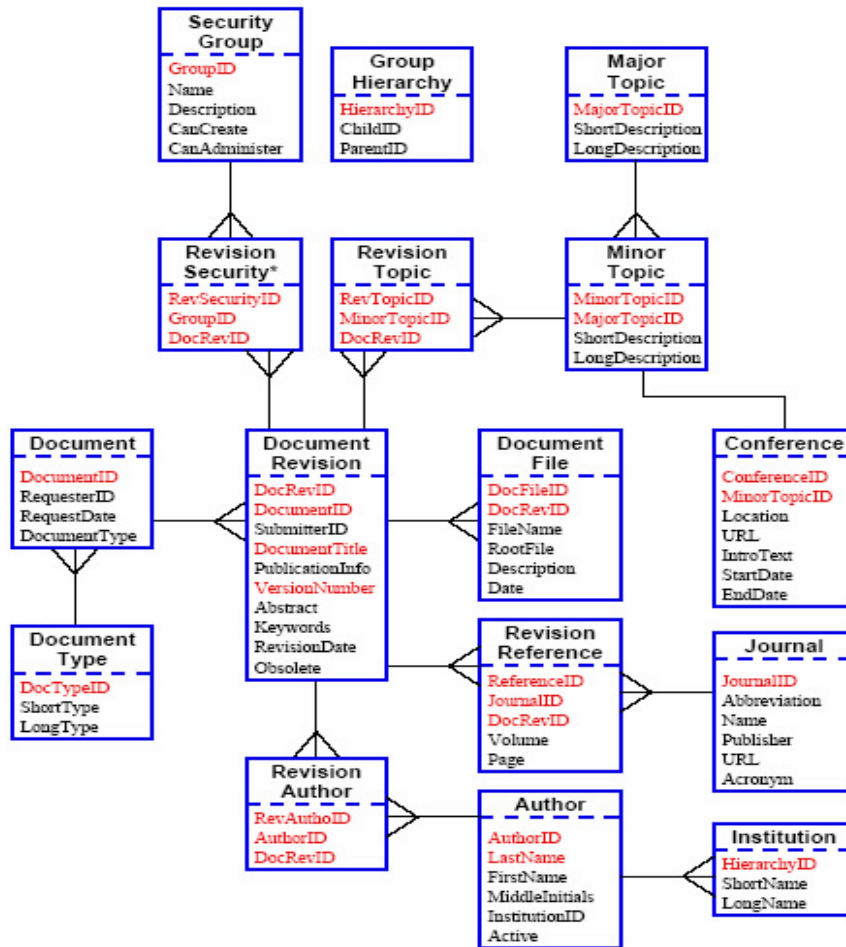 Security
Group
GroupID
Name
Description
CanCreate
CanAdminister
Group
Hierarchy
HierarchyID
ChildID
ParentID
Major
Topic
MajorTopicID
ShortDescription
LongDescription
Revision
Security*
RevSecurityID
GroupID
DocRevID
Revision
Topic
RevTopicID
MinorTopicID
DocRevID
Minor
Topic
MinorTopicID
MajorTopicID
ShortDescription
LongDescription
Document
DocumentID
RequesterID
RequestDate
DocumentType
Document
Revision
DocRevID
DocumentID
SubmitterID
DocumentTitle
PublicationInfo
VersionNumber
Abstract
Keywords
RevisionDate
Obsolete
Document
File
DocFileID
DocRevID
FileName
RootFile
Description
Date
Conference
ConferenceID
MinorTopicID
Location
URL
IntroText
StartDate
EndDate
Document
Type
DocTypeID
ShortType
LongType
Revision
Reference
ReferenceID
JournalID
DocRevID
Volume
Page
Journal
JournalID
Abbreviation
Name
Publisher
URL
Acronym
Revision
Author
RevAuthoID
AuthorID
DocRevID
Author
AuthorID
LastName
FirstName
MiddleInitials
InstitutionID
Active
Institution
HierarchyID
ShortName
LongName